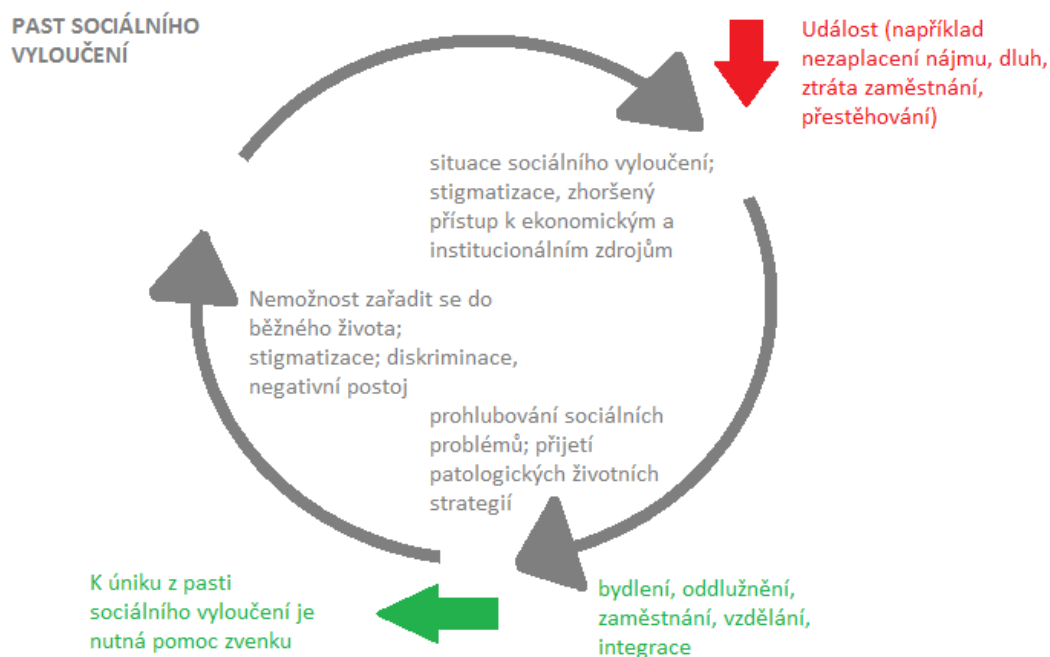 PAST SOCIÁLNÍHO
VYLOUČENÍ
Událost (například
nezaplacení nájmu, dluh,
ztráta zaměstnání,
přestěhování)
situace sociálního vyloučení;
stigmatizace, zhoršený
přístup k ekonomickým a
institucionálním zdrojům
Nemožnost zařadit se do
běžného života;
stigmatizace; diskriminace,
negativní postoj
prohlubování sociálních
problémů; přijetí
patologických životních
strategií
K úniku z pasti
sociálního vyloučení je
nutná pomoc zvenku
bydlení, oddlužnění,
zaměstnání, vzdělání,
integrace